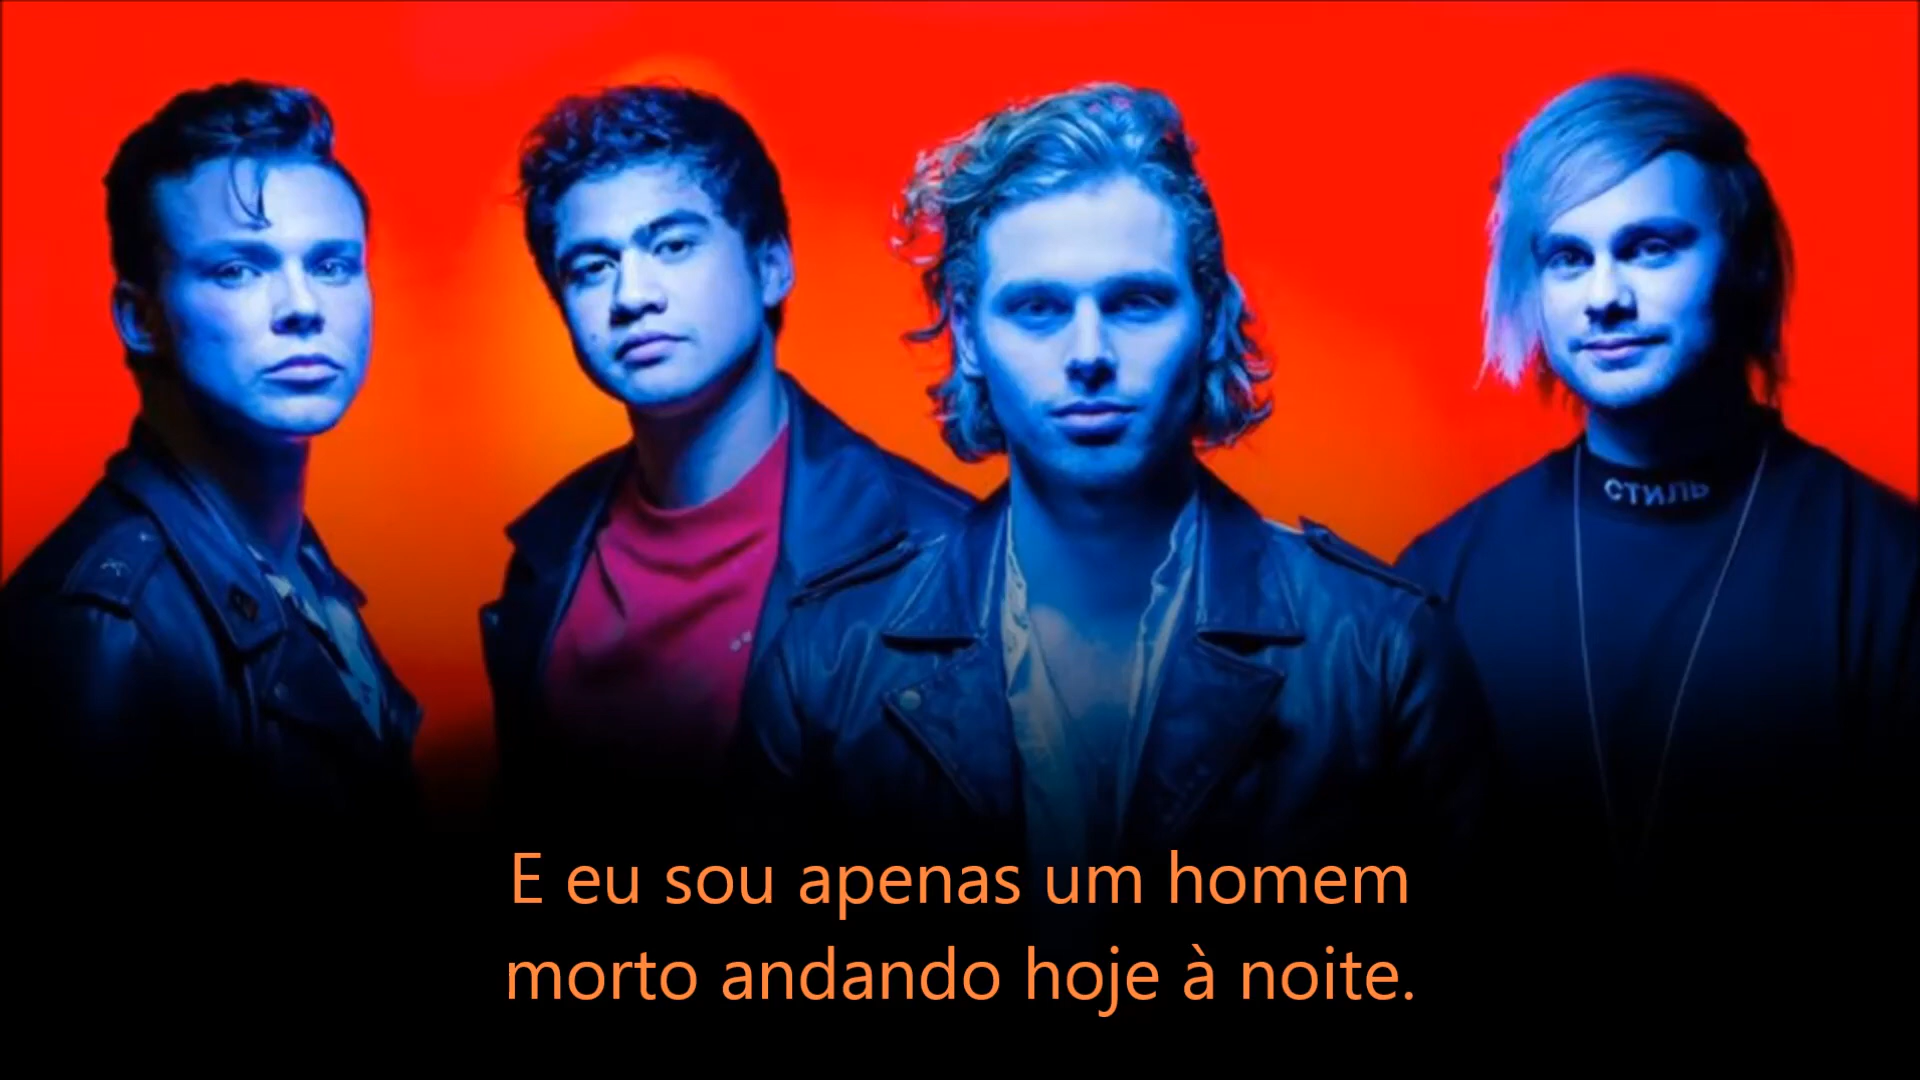 СТИЛЬ
E eu sou apenas um homem
morto andando hoje à noite.